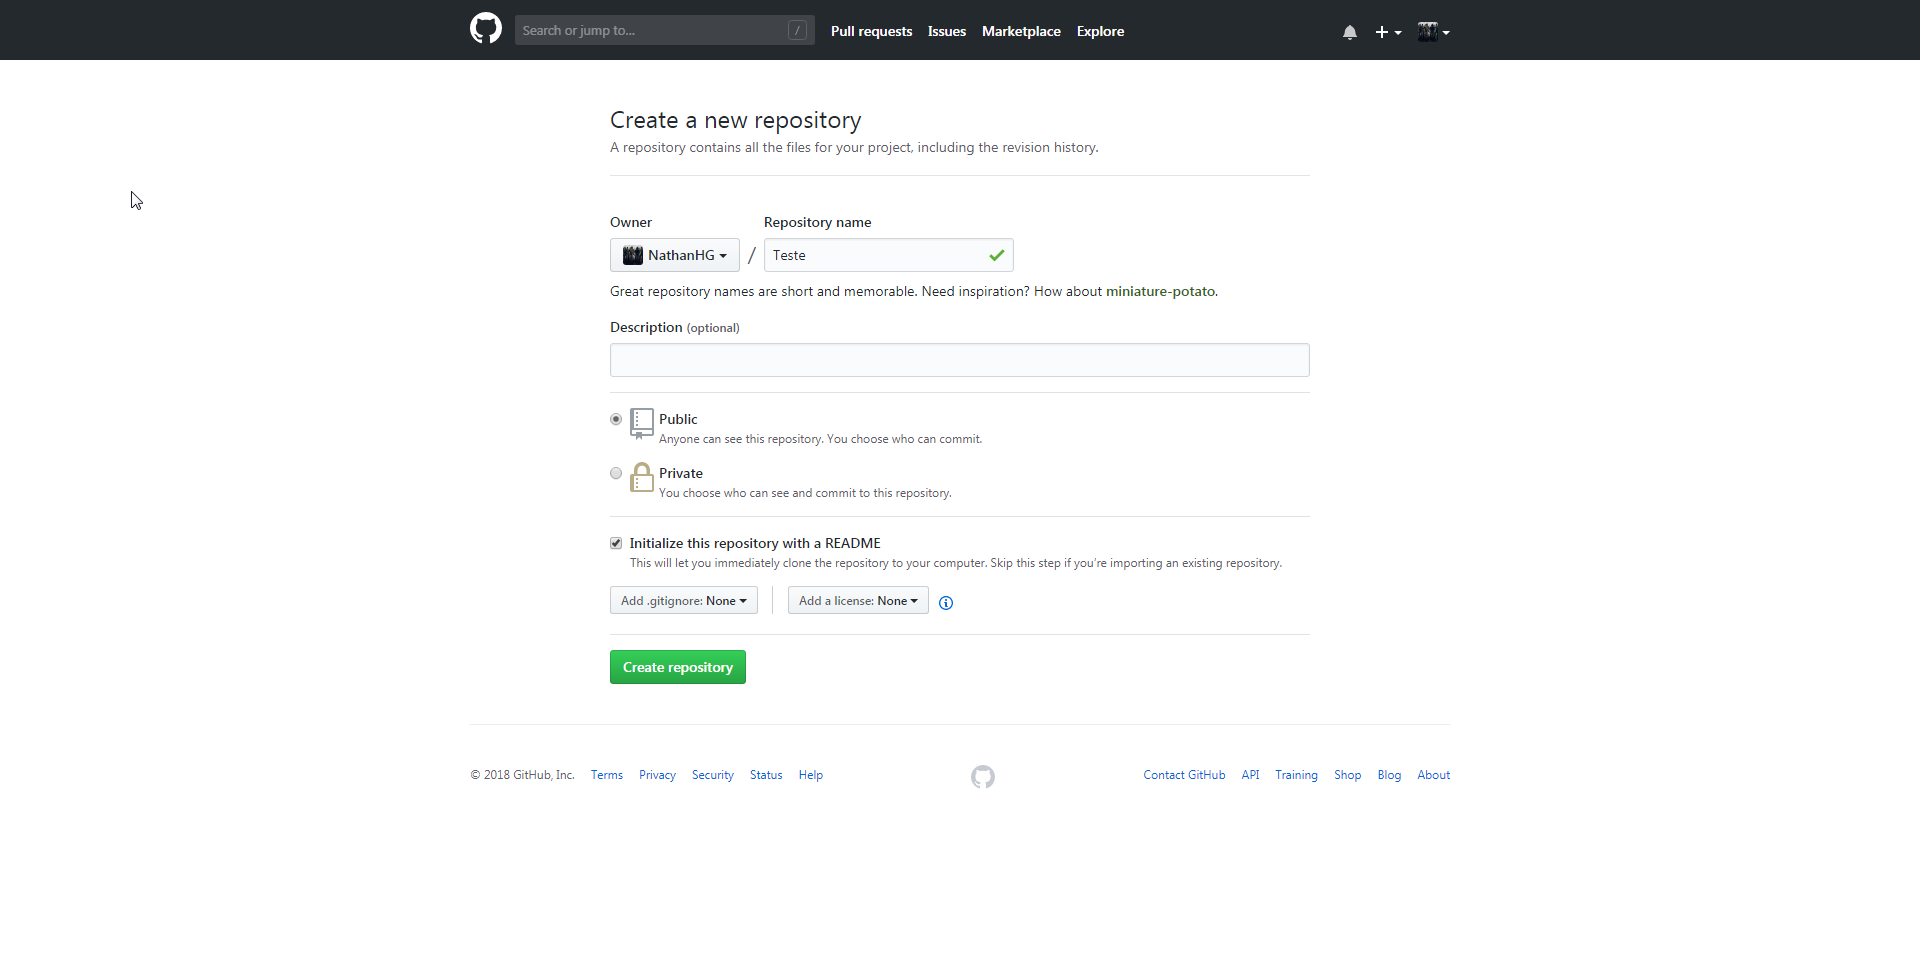 Search or jump to... /
Pull requests Issues Marketplace Explore
Create a new repository
A repository contains all the files for your project, including the revision history.
Owner Repository name
NathanHG / Teste
Great repository names are short and memorable. Need inspiration? How about miniature-potato.
Description (optional)
Public
Anyone can see this repository. You choose who can commit.
Private
You choose who can see and commit to this repository.
Initialize this repository with a README
This will let you immediately clone the repository to your computer. Skip this step if you’re importing an existing repository.
Add .gitignore: None Add a license: None
Create repository
© 2018 GitHub, Inc. Terms Privacy Security Status Help Contact GitHub API Training Shop Blog About